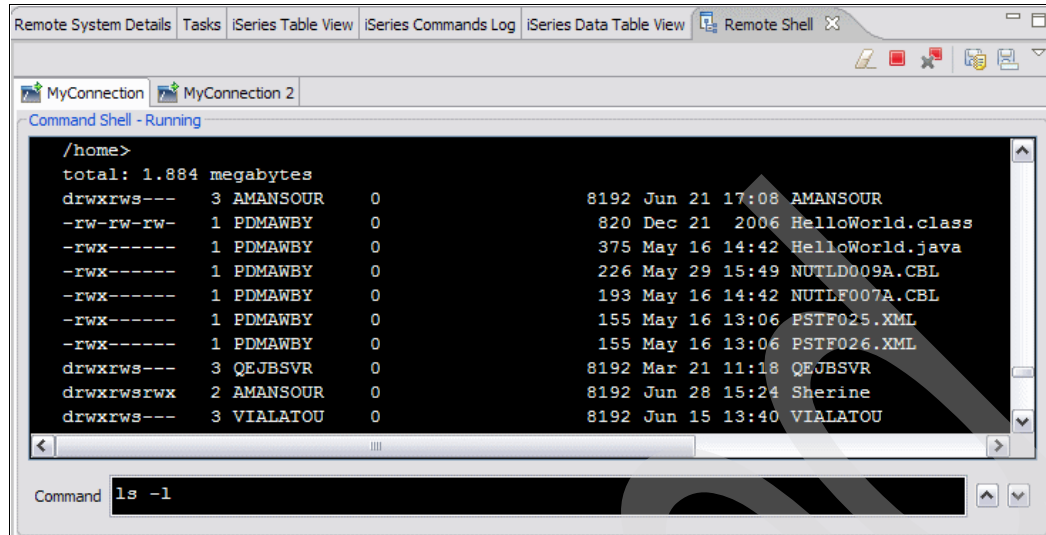 Remote System Details Tasks iSeries Table View iSeries Commands Log iSeries Data Table View Remote Shell
MyConnection MyConnection 2
Command Shell - Running
/home>
total: 1.884 megabytes
drwxrws--- 3 AMANSOUR 0 8192 Jun 21 17:08 AMANSOUR
-rw-rw-rw- 1 PDMAWBY 0 820 Dec 21 2006 HelloWorld.class
-rwx------ 1 PDMAWBY 0 375 May 16 14:42 HelloWorld.java
-rwx------ 1 PDMAWBY 0 226 May 29 15:49 NUTLD009A.CBL
-rwx------ 1 PDMAWBY 0 193 May 16 14:42 NUTLF007A.CBL
-rwx------ 1 PDMAWBY 0 155 May 16 13:06 PSTF025.XML
-rwx------ 1 PDMAWBY 0 155 May 16 13:06 PSTF026.XML
drwxrws--- 3 QEJBSVR 0 8192 Mar 21 11:18 QEJBSVR
drwxrwsrwx 2 AMANSOUR 0 8192 Jun 28 15:24 Sherine
drwxrws--- 3 VIALATOU 0 8192 Jun 15 13:40 VIALATOU
Command ls -l